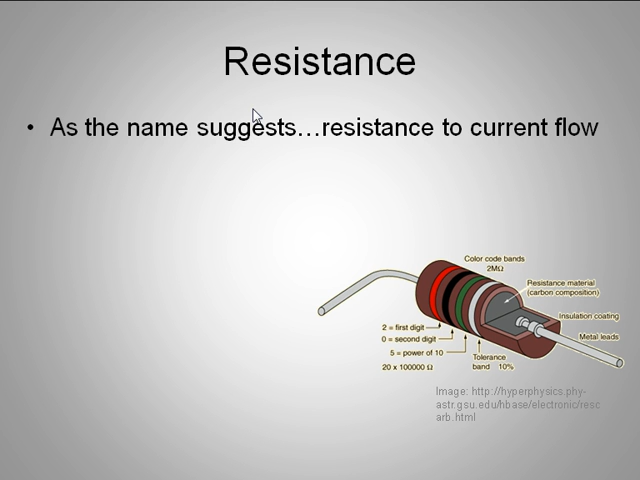 Resistance
• As the name suggests…resistance to current flow
Color code bands
2MΩ
Resistance material
(carbon composition)
Insulation coating
Metal leads
2 = first digit
0 = second digit
5 = power of 10
Tolerance
band 10%
20 x 100000 Ω
Image: http://hyperphysics.phy-
astr.gsu.edu/hbase/electronic/resc
arb.html